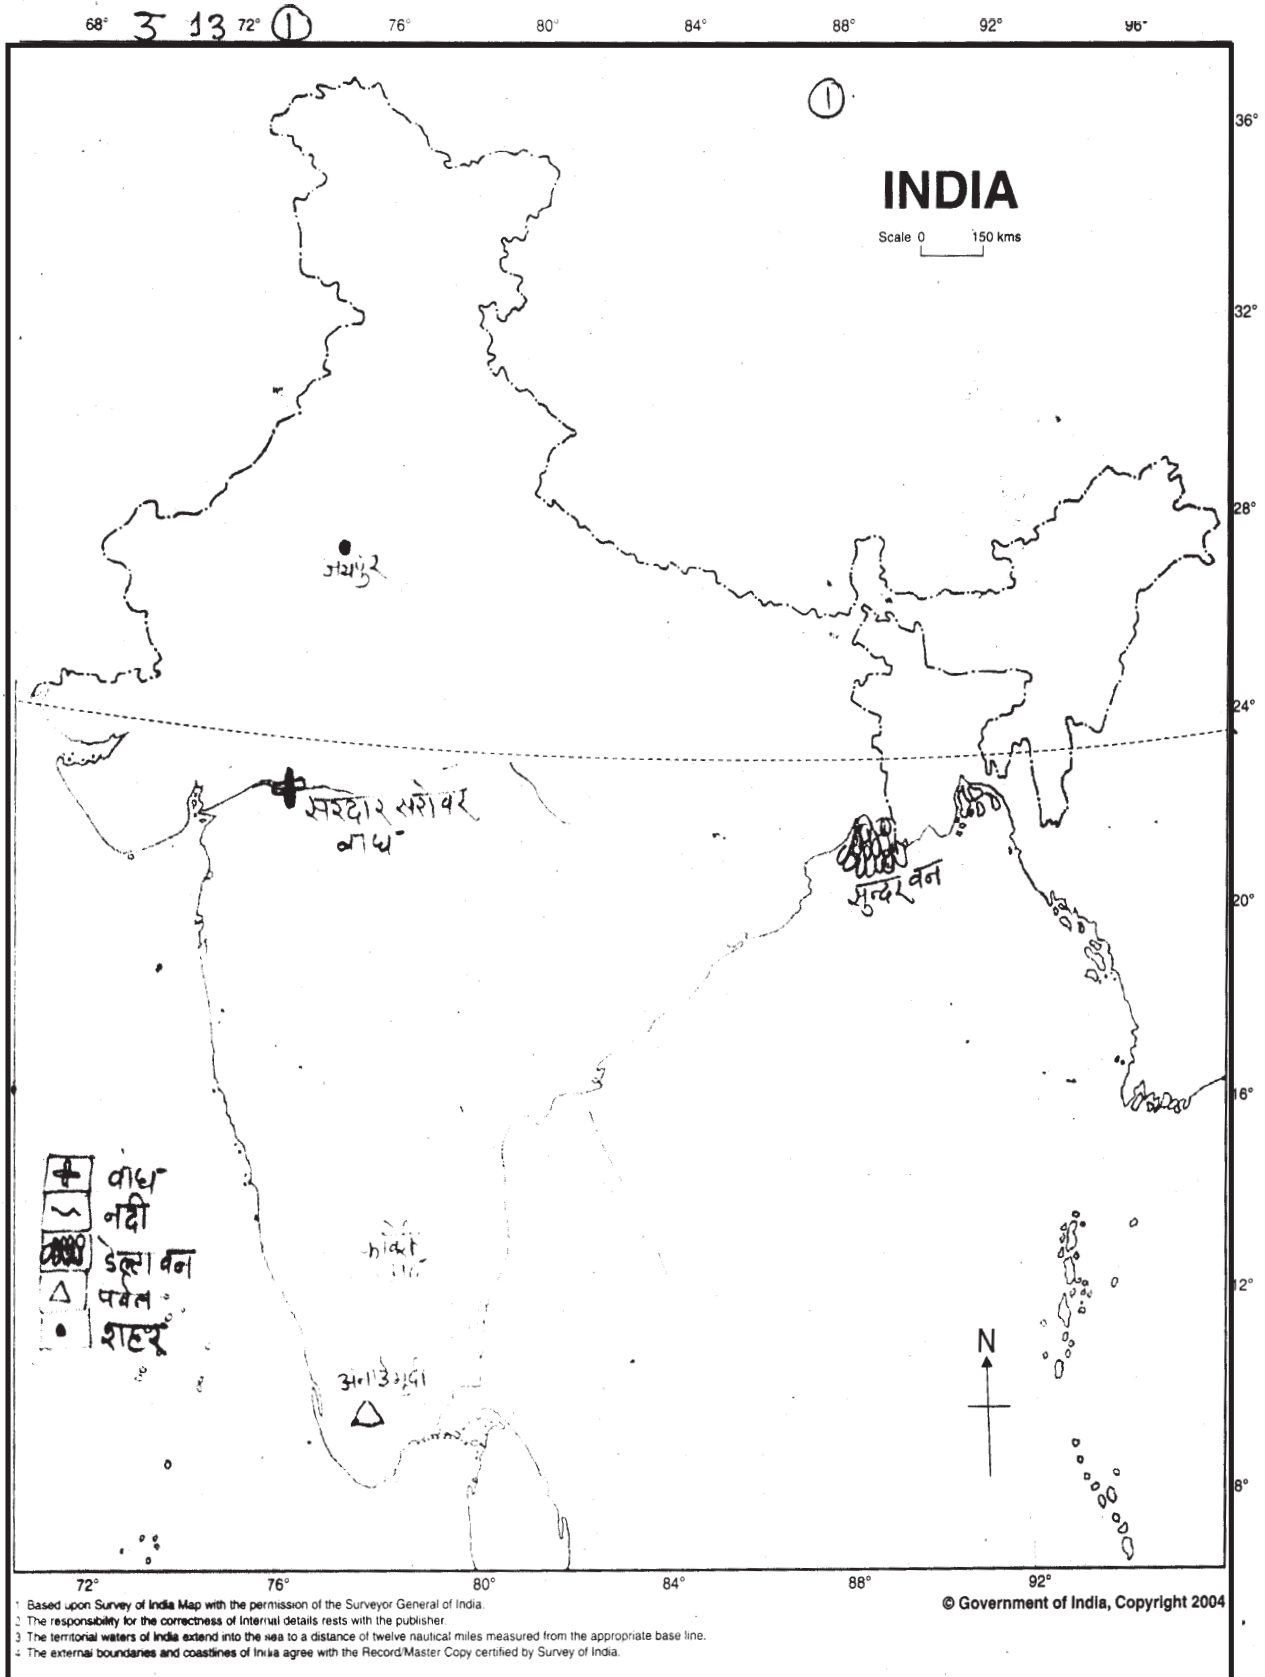 68° 3 13 72° 1 76° 80° 84° 88° 92° 96°
1
36°
INDIA
Scale 0 150 kms
32°
28°
जयपुर
24°
सरदार सरोवर
बाध
सुन्दर वन
20°
16°
बाध
नदी
डेल्टा वन
पर्वत
शहर
12°
N
अनाईमुदी
8°
72° 76° 80° 84° 88° 92°
1 Based upon Survey of India Map with the permission of the Surveyor General of India.
© Government of India, Copyright 2004
2 The responsibility for the correctness of internal details rests with the publisher.
3 The territorial waters of India extend into the sea to a distance of twelve nautical miles measured from the appropriate base line.
4 The external boundaries and coastlines of India agree with the Record/Master Copy certified by Survey of India.